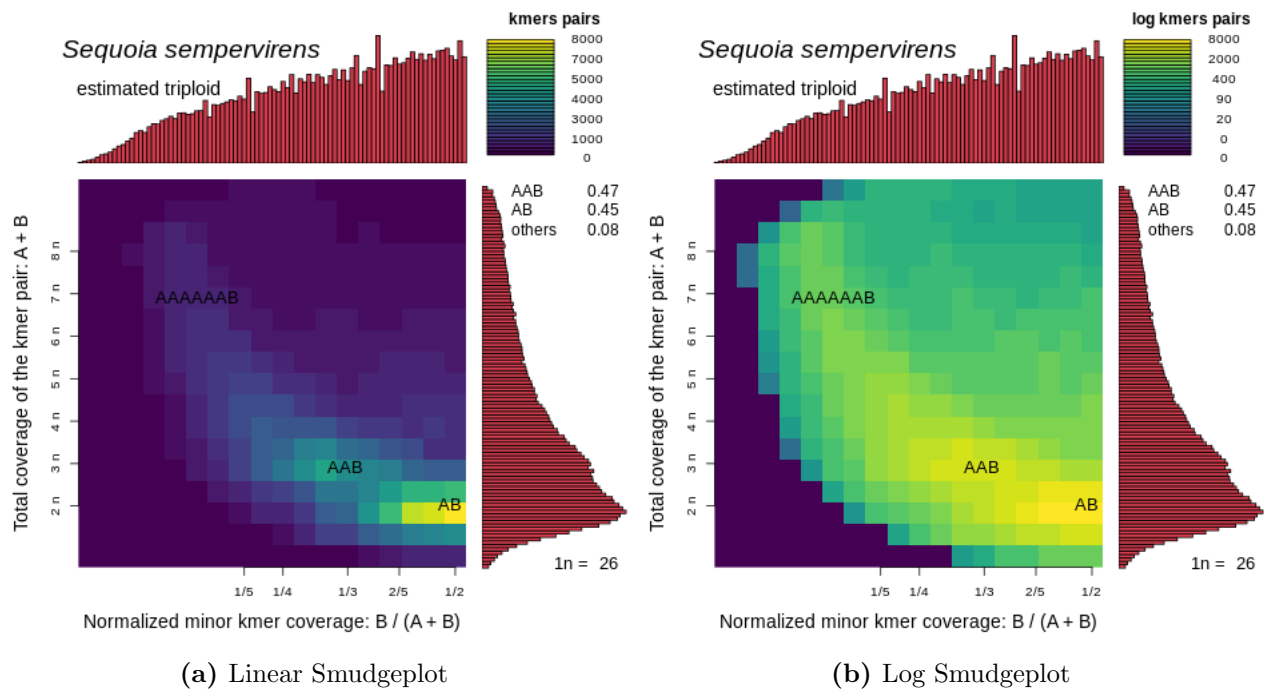 kmers pairs
Sequoia sempervirens
estimated triploid
8000
7000
5000
4000
3000
1000
0
Total coverage of the kmer pair: A + B
8 n
7 n
6 n
5 n
4 n
3 n
2 n
AAAAAAB
AAB
AB
AAB 0.47
AB 0.45
others 0.08
1n = 26
1/5 1/4 1/3 2/5 1/2
Normalized minor kmer coverage: B / (A + B)
(a) Linear Smudgeplot
log kmers pairs
Sequoia sempervirens
estimated triploid
8000
2000
400
90
20
0
0
Total coverage of the kmer pair: A + B
8 n
7 n
6 n
5 n
4 n
3 n
2 n
AAAAAAB
AAB
AB
AAB 0.47
AB 0.45
others 0.08
1n = 26
1/5 1/4 1/3 2/5 1/2
Normalized minor kmer coverage: B / (A + B)
(b) Log Smudgeplot